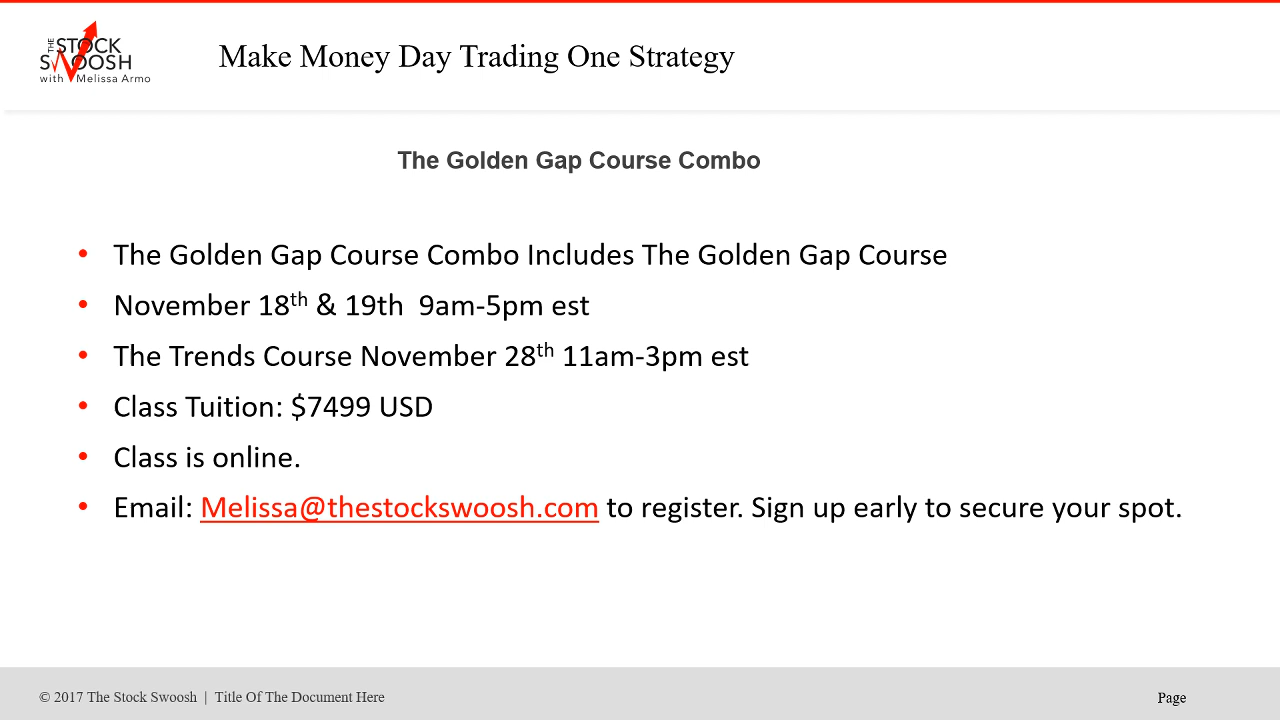 THE STOCK
SWOOSH
with Melissa Armo
Make Money Day Trading One Strategy
The Golden Gap Course Combo
• The Golden Gap Course Combo Includes The Golden Gap Course
• November 18th & 19th  9am-5pm est
• The Trends Course November 28th 11am-3pm est
• Class Tuition: $7499 USD
• Class is online.
• Email: Melissa@thestockswoosh.com to register. Sign up early to secure your spot.
© 2017 The Stock Swoosh | Title Of The Document Here
Page